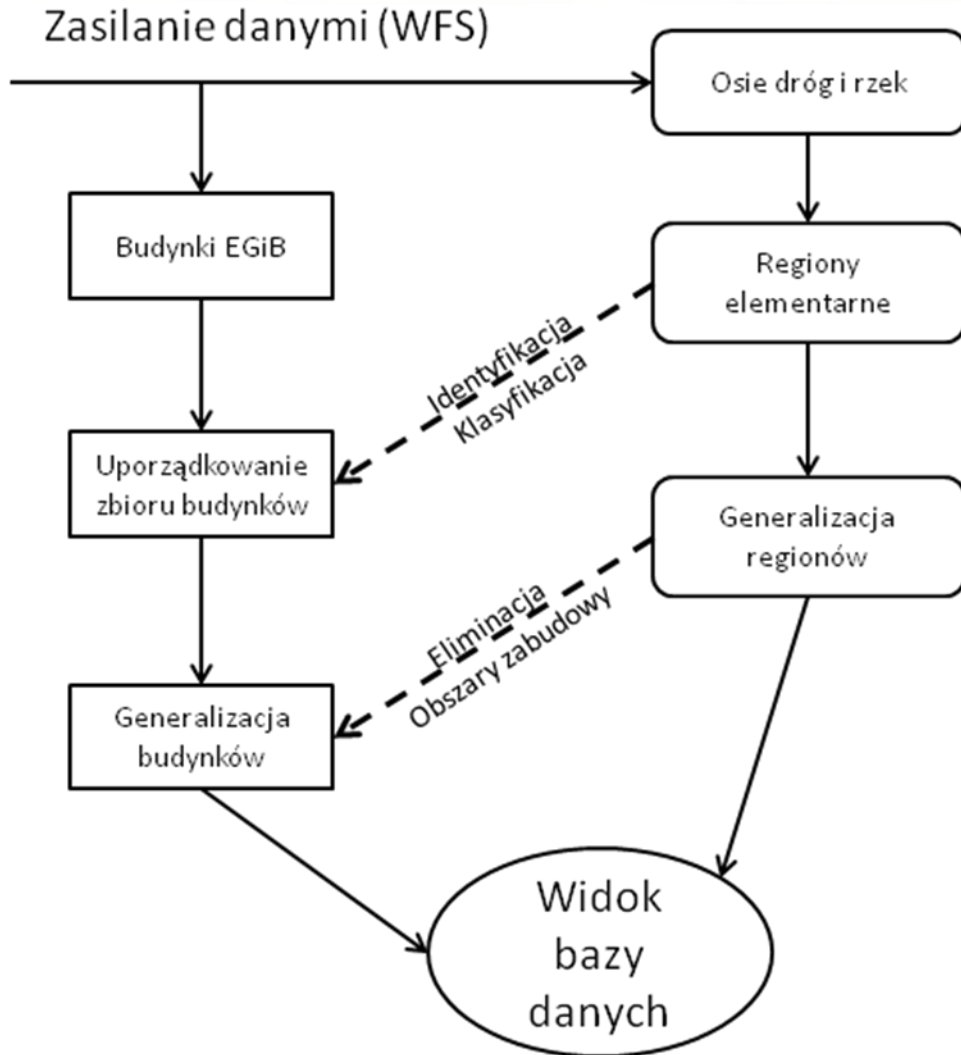 Zasilanie danymi (WFS)
Osie dróg i rzek
Budynki EGiB
Regiony
elementarne
Identyfikacja
Klasyfikacja
Uporządkowanie
zbioru budynków
Generalizacja
regionów
Eliminacja
Obszary zabudowy
Generalizacja
budynków
Widok
bazy
danych